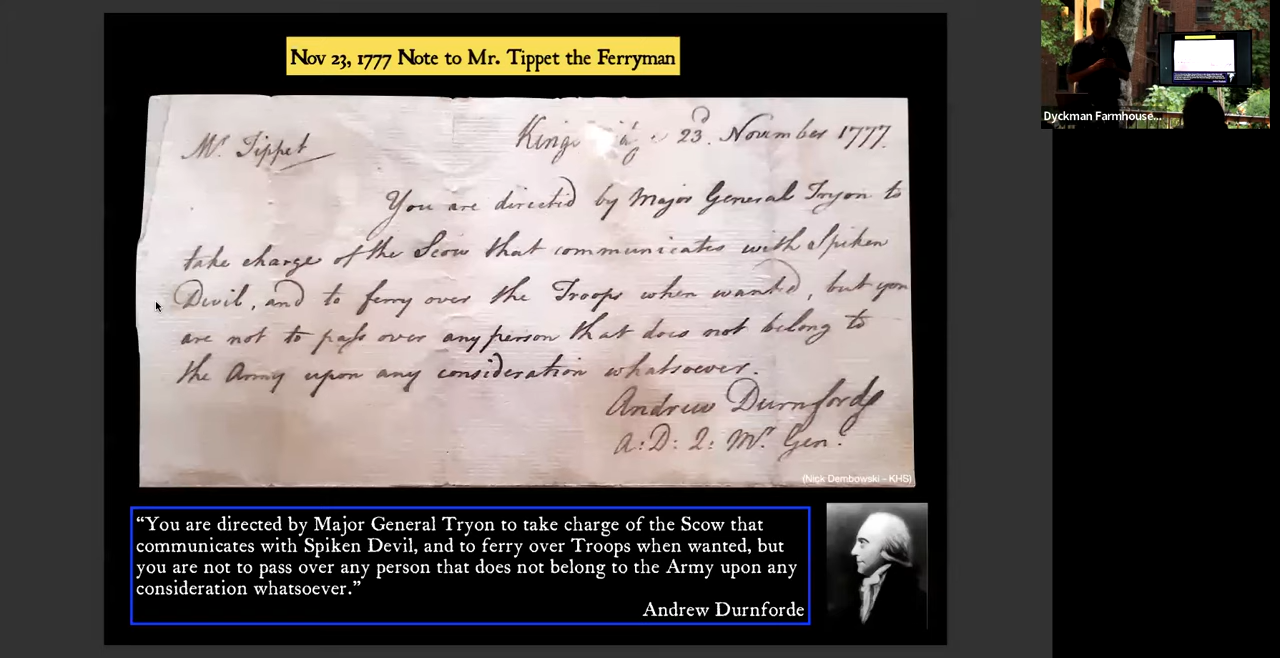 Nov 23, 1777 Note to Mr. Tippet the Ferryman
Mr. Tippet
23d. November 1777.
You are directed by Major General Tryon to
take charge of the Scow that communicates with Spiken
Devil, and to ferry over the Troops when wanted, but you
are not to pass over any person that does not belong to
the Army upon any consideration whatsoever.
Andrew Durnforde
A: D: Q: Mr. Gen:
(Nick Dembowski - KHS)
“You are directed by Major General Tryon to take charge of the Scow that
communicates with Spiken Devil, and to ferry over Troops when wanted, but
you are not to pass over any person that does not belong to the Army upon any
consideration whatsoever.”
Andrew Durnforde
Dyckman Farmhouse...